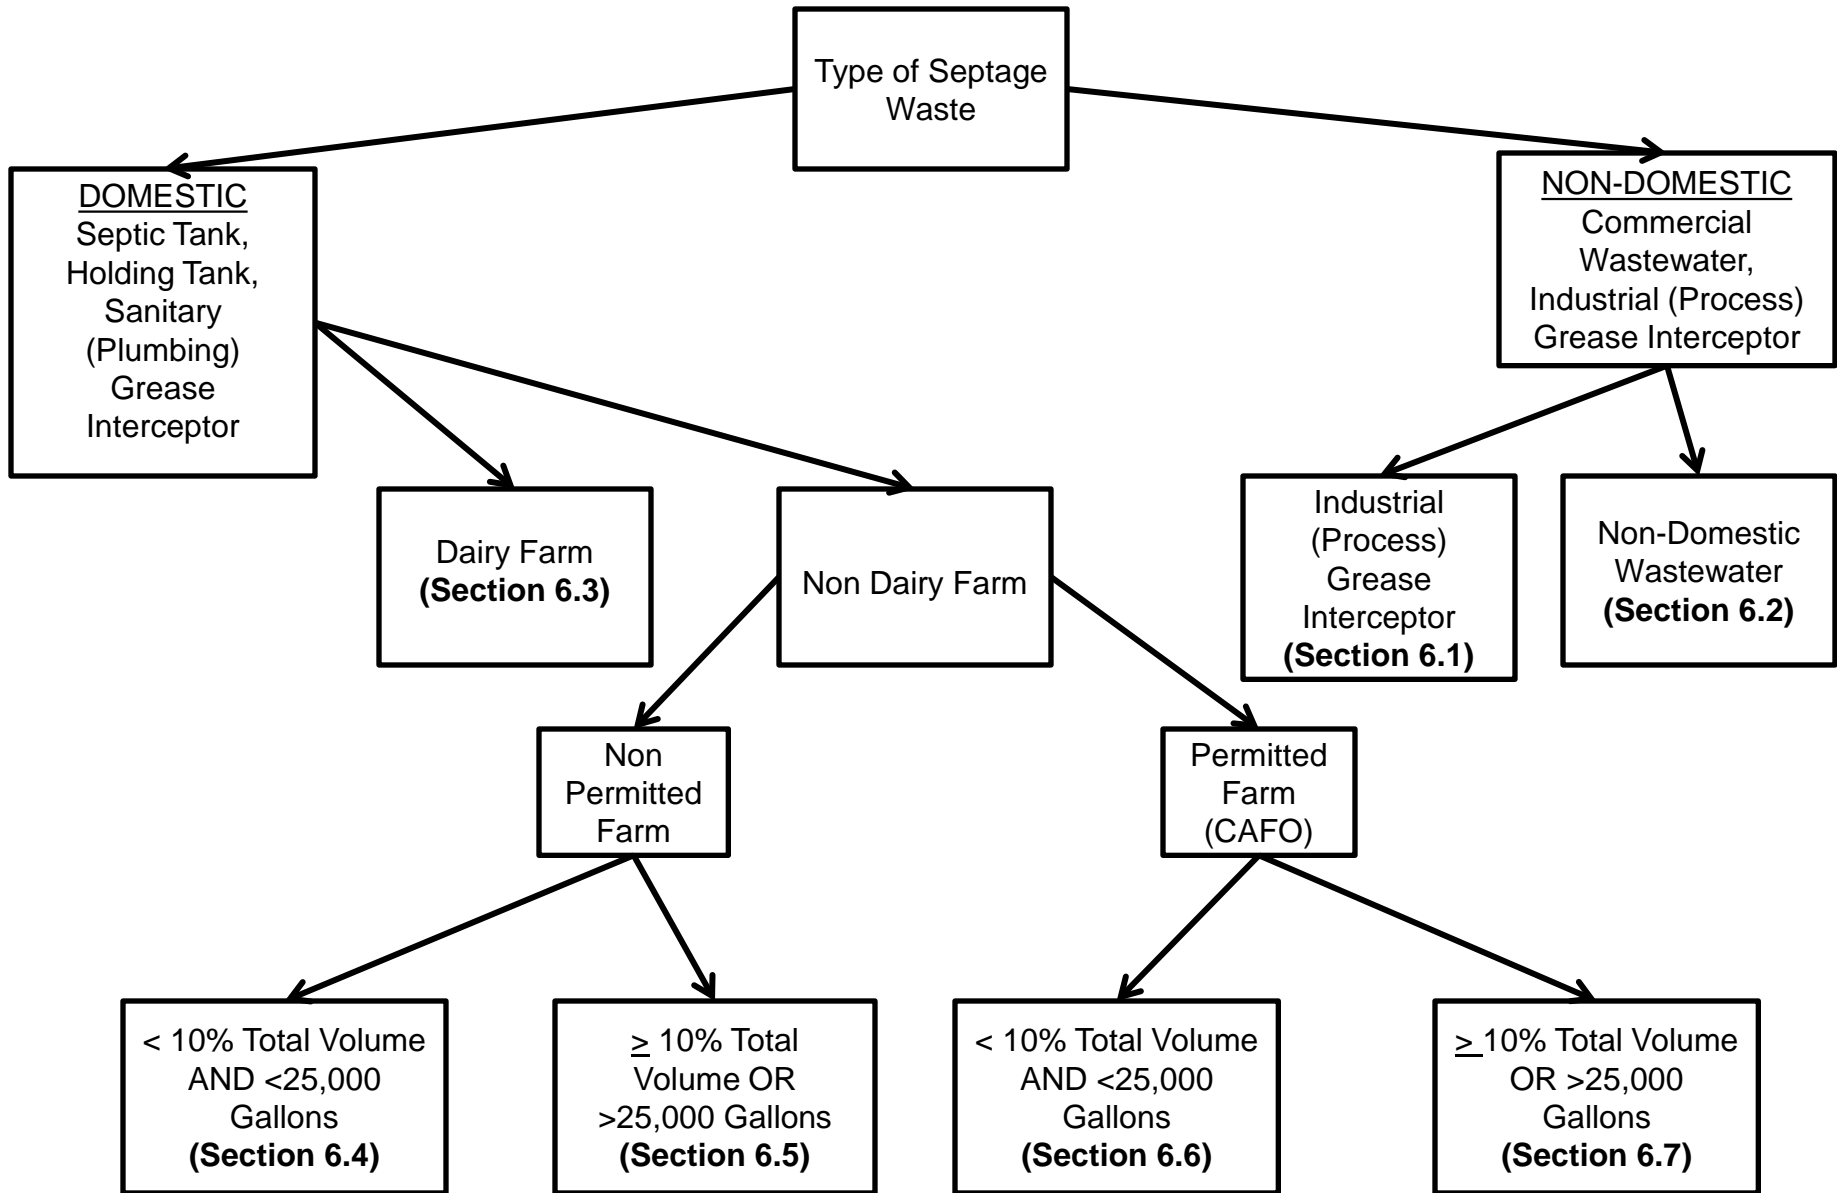 Type of Septage
Waste
DOMESTIC
Septic Tank,
Holding Tank,
Sanitary
(Plumbing)
Grease
Interceptor
NON-DOMESTIC
Commercial
Wastewater,
Industrial (Process)
Grease Interceptor
Dairy Farm
(Section 6.3)
Non Dairy Farm
Industrial
(Process)
Grease
Interceptor
(Section 6.1)
Non-Domestic
Wastewater
(Section 6.2)
Non
Permitted
Farm
Permitted
Farm
(CAFO)
< 10% Total Volume
AND <25,000
Gallons
(Section 6.4)
> 10% Total
Volume OR
>25,000 Gallons
(Section 6.5)
< 10% Total Volume
AND <25,000
Gallons
(Section 6.6)
> 10% Total Volume
OR >25,000
Gallons
(Section 6.7)